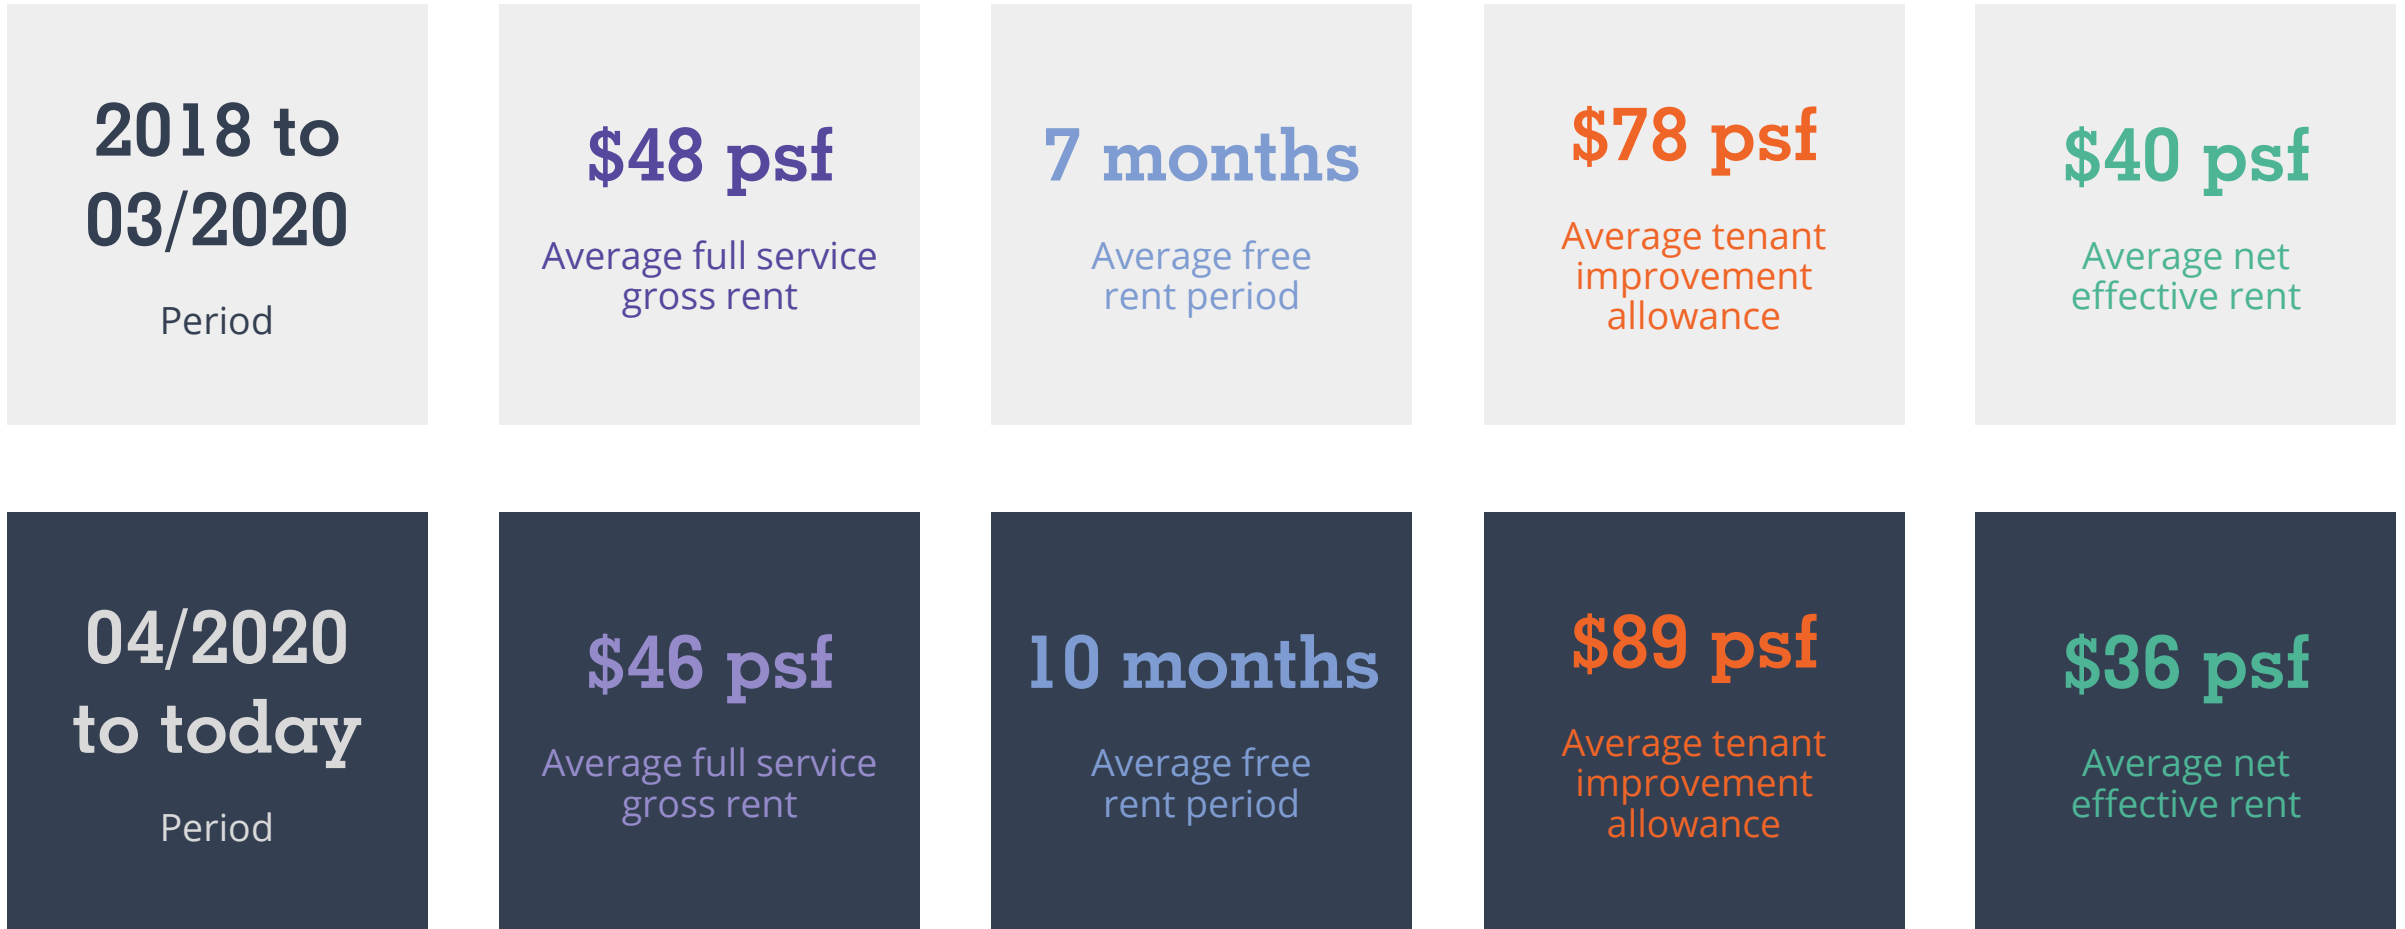 2018 to
03/2020
Period
$48 psf
Average full service
gross rent
7 months
Average free
rent period
$78 psf
Average tenant
improvement
allowance
$40 psf
Average net
effective rent
04/2020
to today
Period
$46 psf
Average full service
gross rent
10 months
Average free
rent period
$89 psf
Average tenant
improvement
allowance
$36 psf
Average net
effective rent